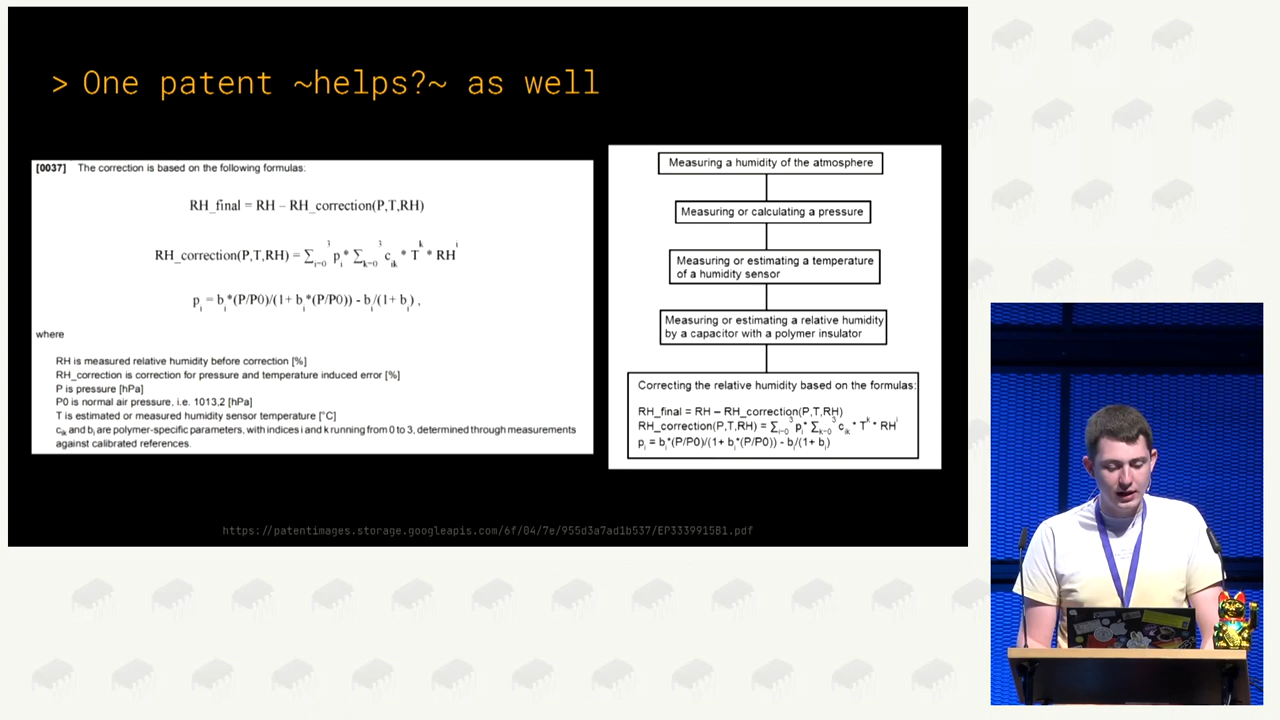 > One patent ~helps?~ as well
[0037] The correction is based on the following formulas:
RH_final = RH – RH_correction(P,T,RH)
RH_correction(P,T,RH) = ∑i=0^3 pi* ∑k=0^3 cik * T^k * RH^i
pi = bi*(P/P0)/(1+ bi*(P/P0)) - bi/(1+ bi) ,
where
RH is measured relative humidity before correction [%]
RH_correction is correction for pressure and temperature induced error [%]
P is pressure [hPa]
P0 is normal air pressure, i.e. 1013,2 [hPa]
T is estimated or measured humidity sensor temperature [°C]
cik and bi are polymer-specific parameters, with indices i and k running from 0 to 3, determined through measurements
against calibrated references.
Measuring a humidity of the atmosphere
Measuring or calculating a pressure
Measuring or estimating a temperature
of a humidity sensor
Measuring or estimating a relative humidity
by a capacitor with a polymer insulator
Correcting the relative humidity based on the formulas:
RH_final = RH – RH_correction(P,T,RH)
RH_correction(P,T,RH) = ∑i=0^3 pi* ∑k=0^3 cik * T^k * RH^i
pi = bi*(P/P0)/(1+ bi*(P/P0)) - bi/(1+ bi)
https://patentimages.storage.googleapis.com/6f/04/7e/955d3a7ad1b537/EP3339915B1.pdf